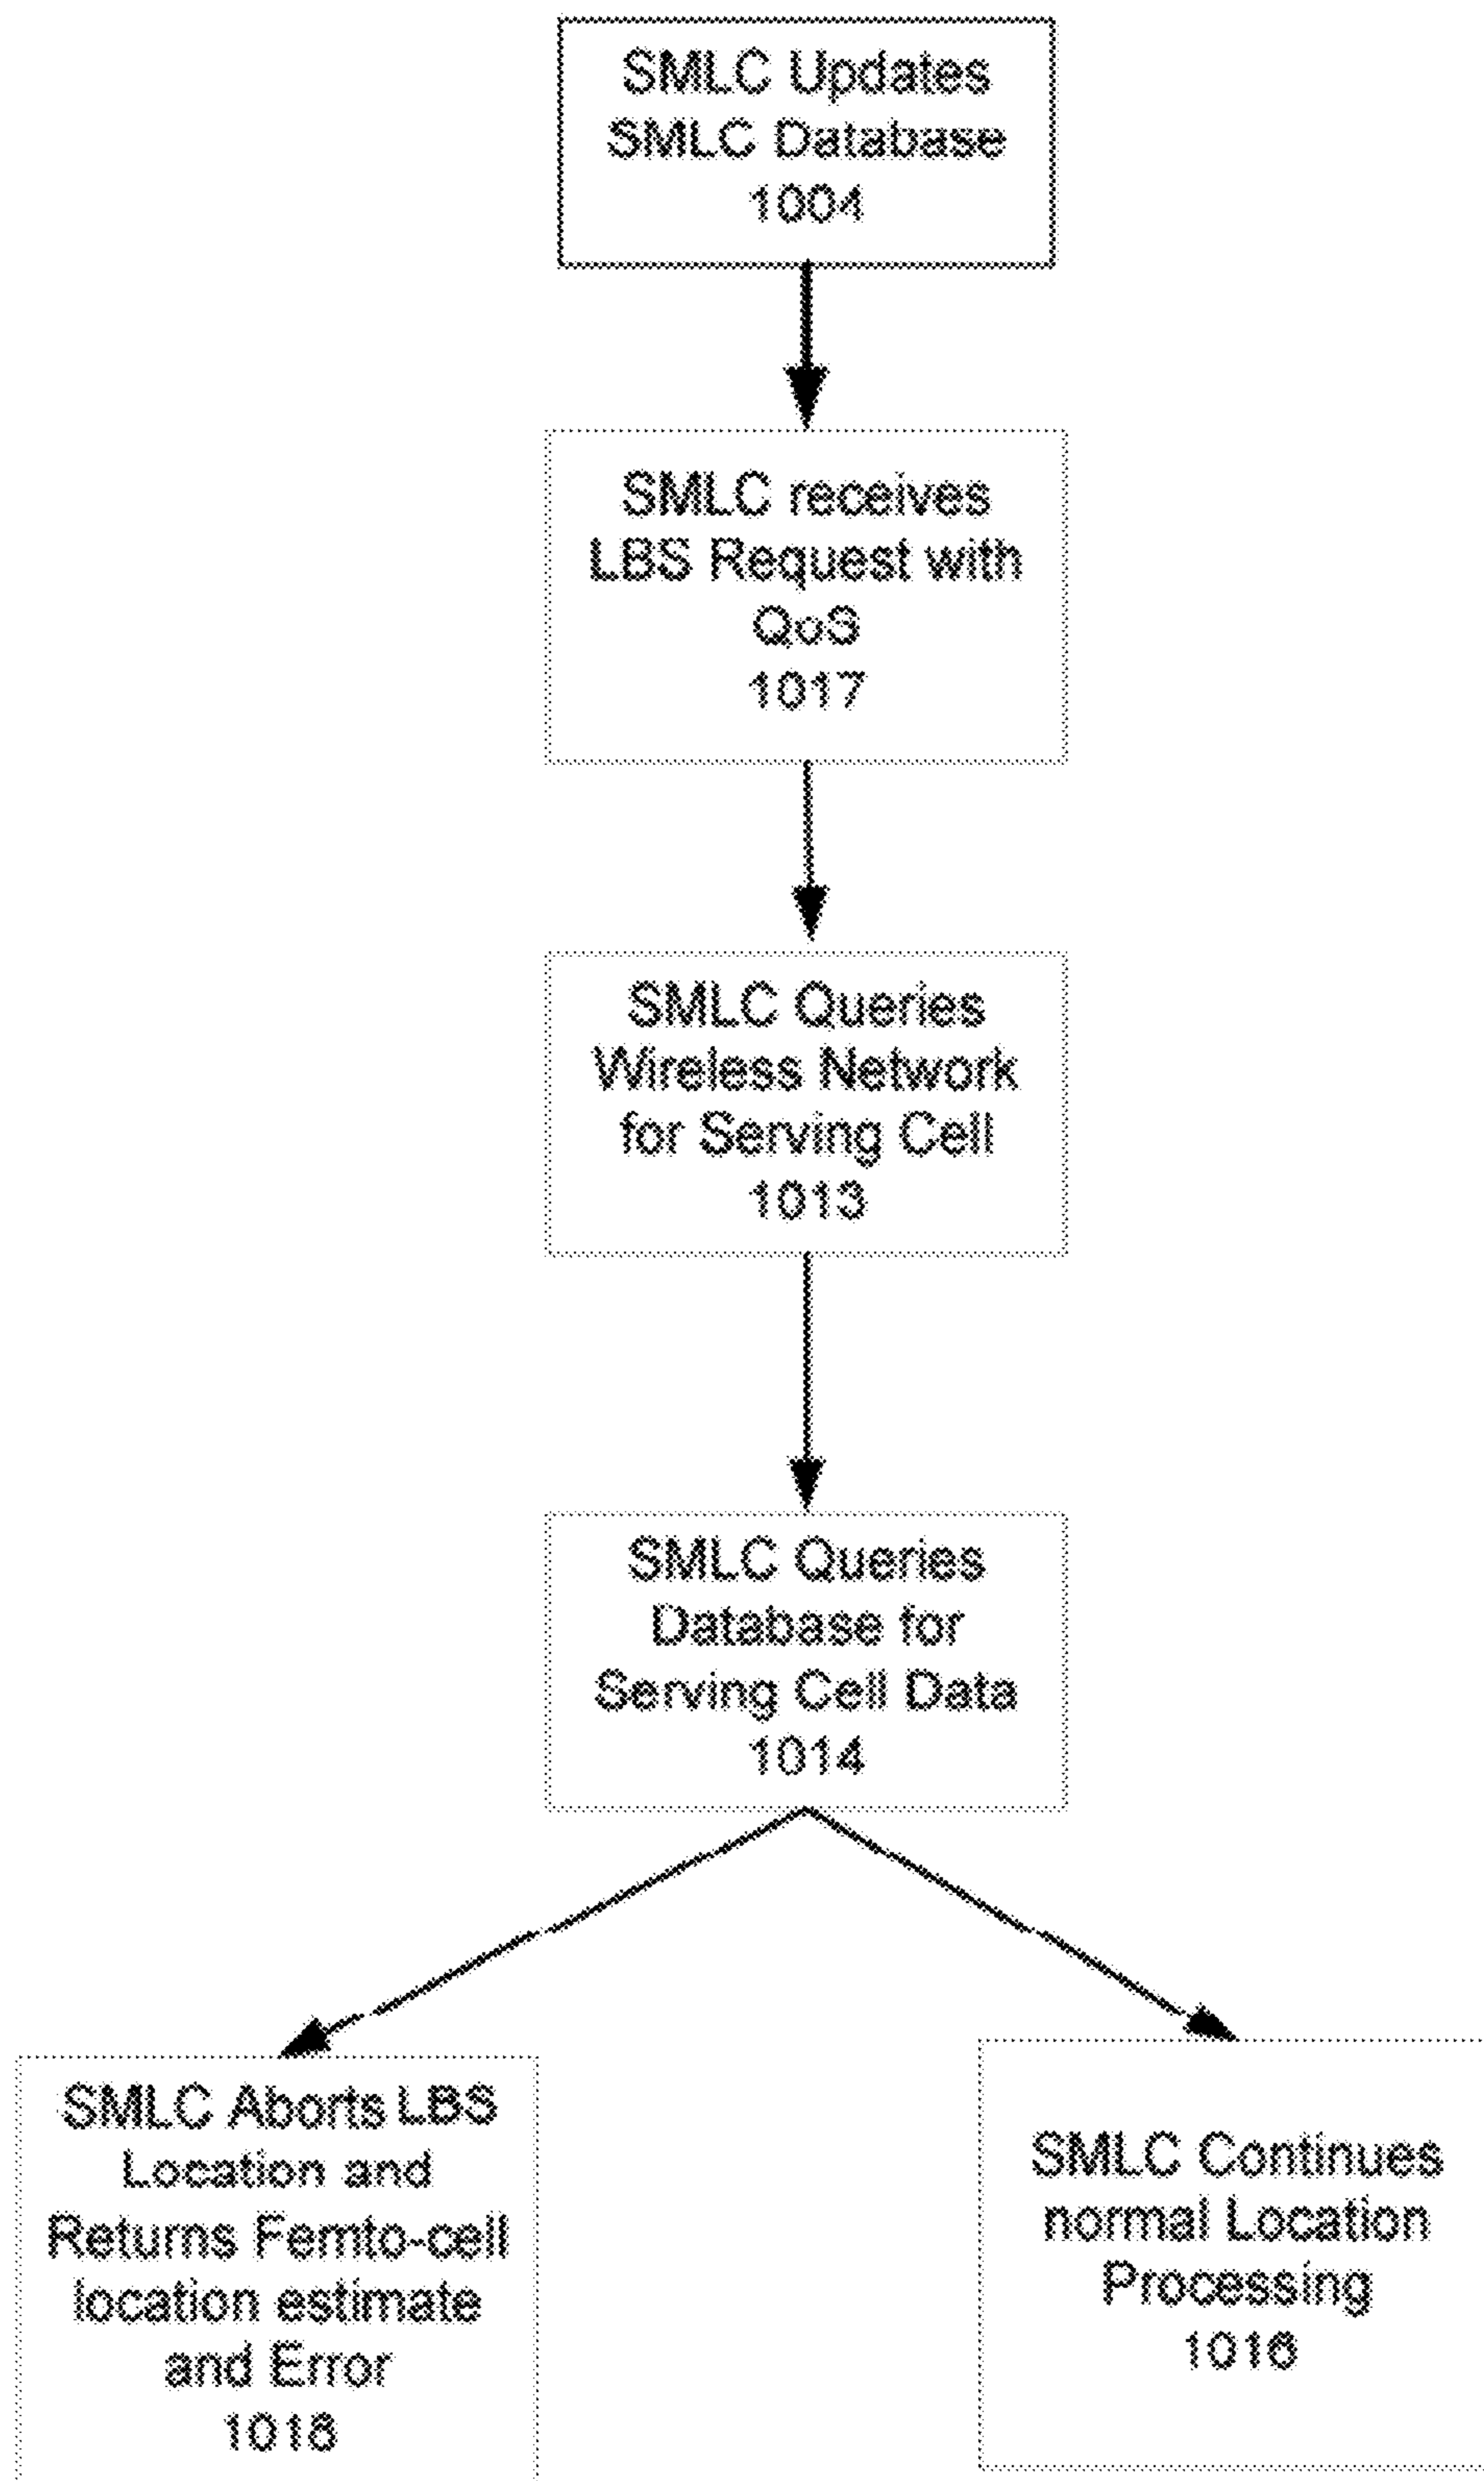 SMLC Updates
SMLC Database
1004
SMLC receives
LBS Request with
QoS
1017
SMLC Queries
Wireless Network
for Serving Cell
1013
SMLC Queries
Database for
Serving Cell Data
1014
SMLC Aborts LBS
Location and
Returns Femto-cell
location estimate
and Error
1018
SMLC Continues
normal Location
Processing
1016